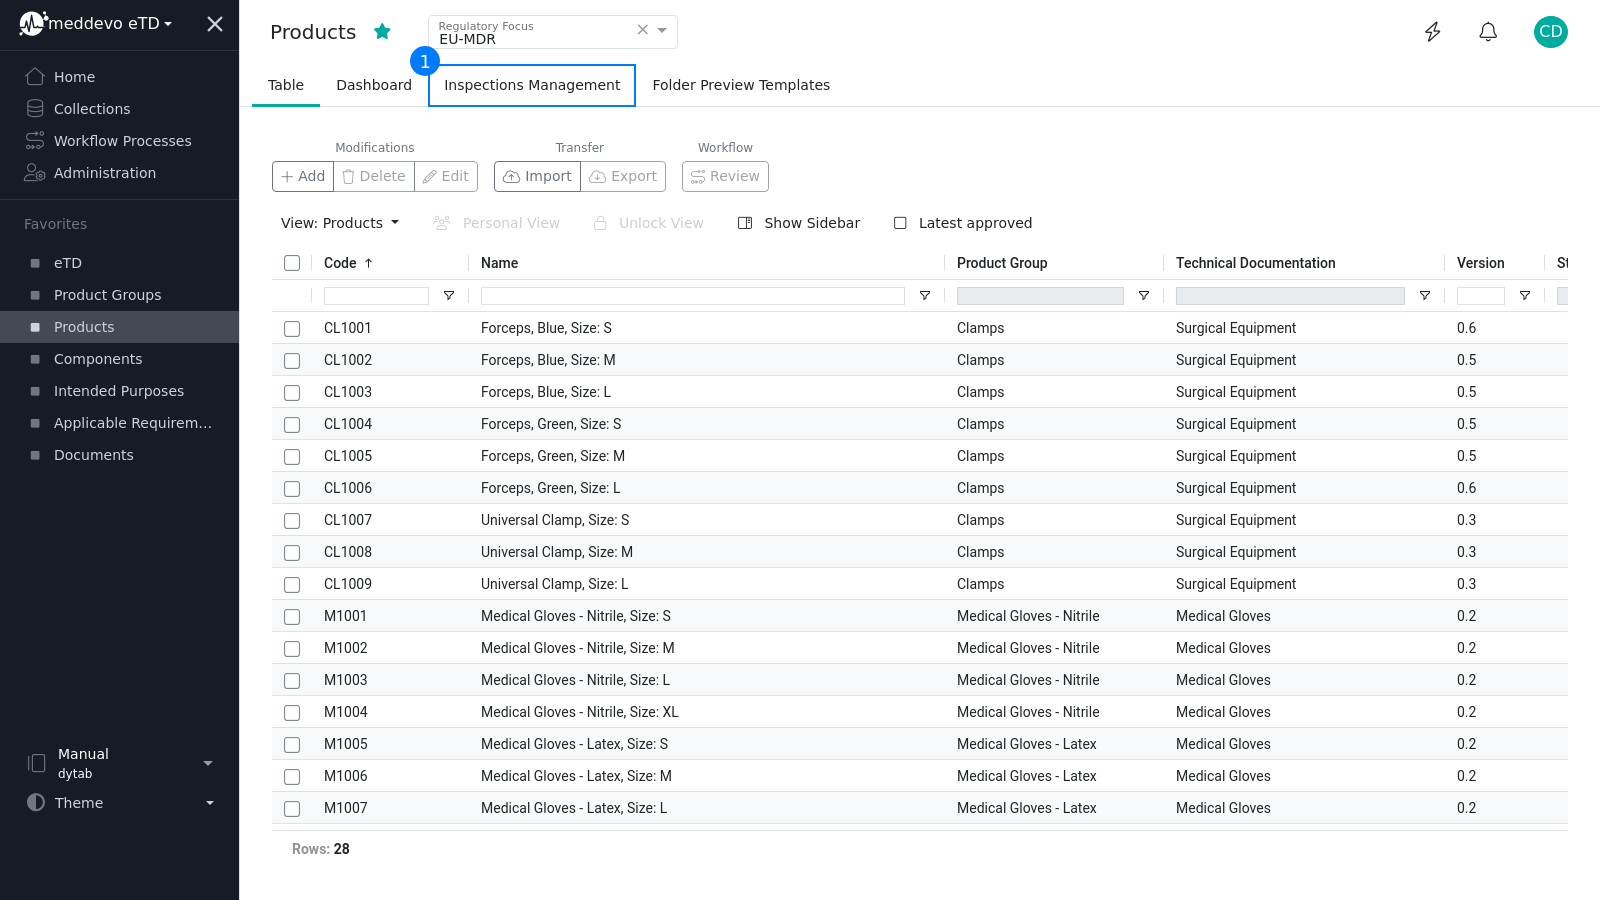 meddevo eTD
Home
Collections
Workflow Processes
Administration
Favorites
eTD
Product Groups
Products
Components
Intended Purposes
Applicable Requirem...
Documents
Manual
dytab
Theme
Products
Regulatory Focus
EU-MDR
CD
1
Table Dashboard Inspections Management Folder Preview Templates
Modifications Transfer Workflow
Add Delete Edit Import Export Review
View: Products Personal View Unlock View Show Sidebar Latest approved
Code Name Product Group Technical Documentation Version St
CL1001 Forceps, Blue, Size: S Clamps Surgical Equipment 0.6
CL1002 Forceps, Blue, Size: M Clamps Surgical Equipment 0.5
CL1003 Forceps, Blue, Size: L Clamps Surgical Equipment 0.5
CL1004 Forceps, Green, Size: S Clamps Surgical Equipment 0.5
CL1005 Forceps, Green, Size: M Clamps Surgical Equipment 0.5
CL1006 Forceps, Green, Size: L Clamps Surgical Equipment 0.6
CL1007 Universal Clamp, Size: S Clamps Surgical Equipment 0.3
CL1008 Universal Clamp, Size: M Clamps Surgical Equipment 0.3
CL1009 Universal Clamp, Size: L Clamps Surgical Equipment 0.3
M1001 Medical Gloves - Nitrile, Size: S Medical Gloves - Nitrile Medical Gloves 0.2
M1002 Medical Gloves - Nitrile, Size: M Medical Gloves - Nitrile Medical Gloves 0.2
M1003 Medical Gloves - Nitrile, Size: L Medical Gloves - Nitrile Medical Gloves 0.2
M1004 Medical Gloves - Nitrile, Size: XL Medical Gloves - Nitrile Medical Gloves 0.2
M1005 Medical Gloves - Latex, Size: S Medical Gloves - Latex Medical Gloves 0.2
M1006 Medical Gloves - Latex, Size: M Medical Gloves - Latex Medical Gloves 0.2
M1007 Medical Gloves - Latex, Size: L Medical Gloves - Latex Medical Gloves 0.2
Rows: 28